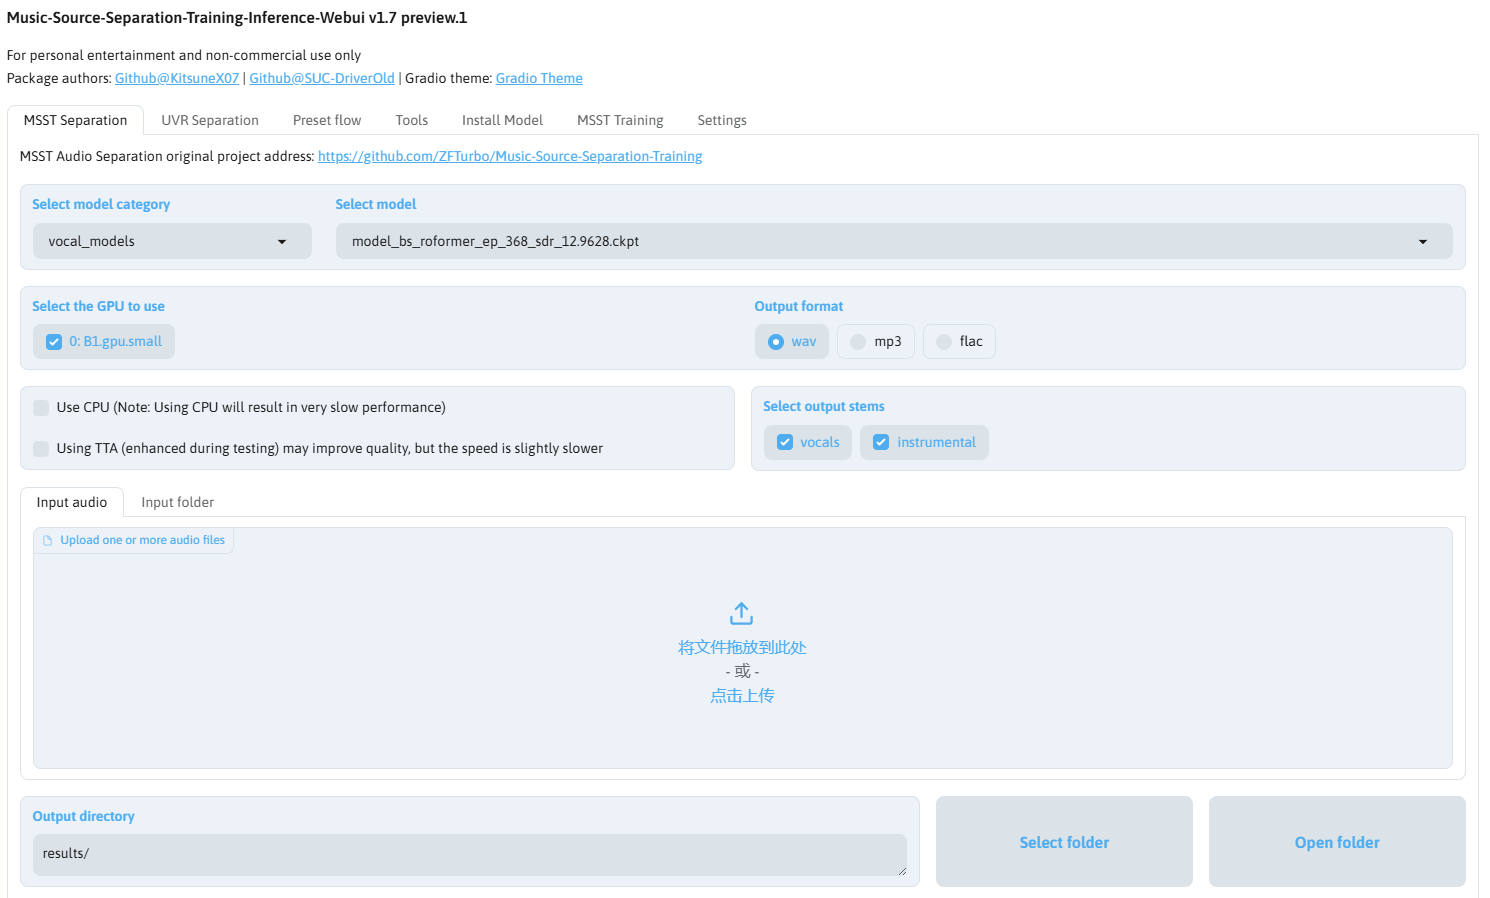 Music-Source-Separation-Training-Inference-Webui v1.7 preview.1
For personal entertainment and non-commercial use only
Package authors: Github@KitsuneX07 | Github@SUC-DriverOld | Gradio theme: Gradio Theme
MSST Separation UVR Separation Preset flow Tools Install Model MSST Training Settings
MSST Audio Separation original project address: https://github.com/ZFTurbo/Music-Source-Separation-Training
Select model category Select model
vocal_models model_bs_roformer_ep_368_sdr_12.9628.ckpt
Select the GPU to use Output format
0: B1.gpu.small wav mp3 flac
Use CPU (Note: Using CPU will result in very slow performance)
Using TTA (enhanced during testing) may improve quality, but the speed is slightly slower
Select output stems
vocals instrumental
Input audio Input folder
Upload one or more audio files
将文件拖放到此处
- 或 -
点击上传
Output directory
results/
Select folder Open folder